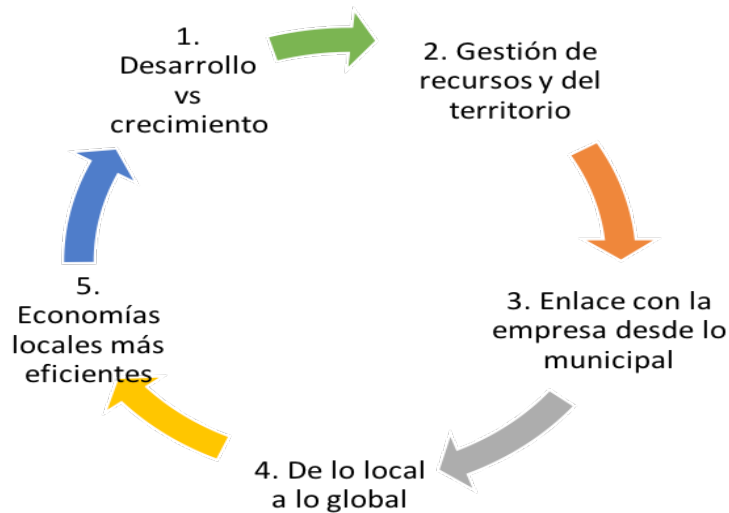 1.
Desarrollo
vs
crecimiento
2. Gestión de
recursos y del
territorio
3. Enlace con la
empresa desde lo
municipal
4. De lo local
a lo global
5.
Economías
locales más
eficientes